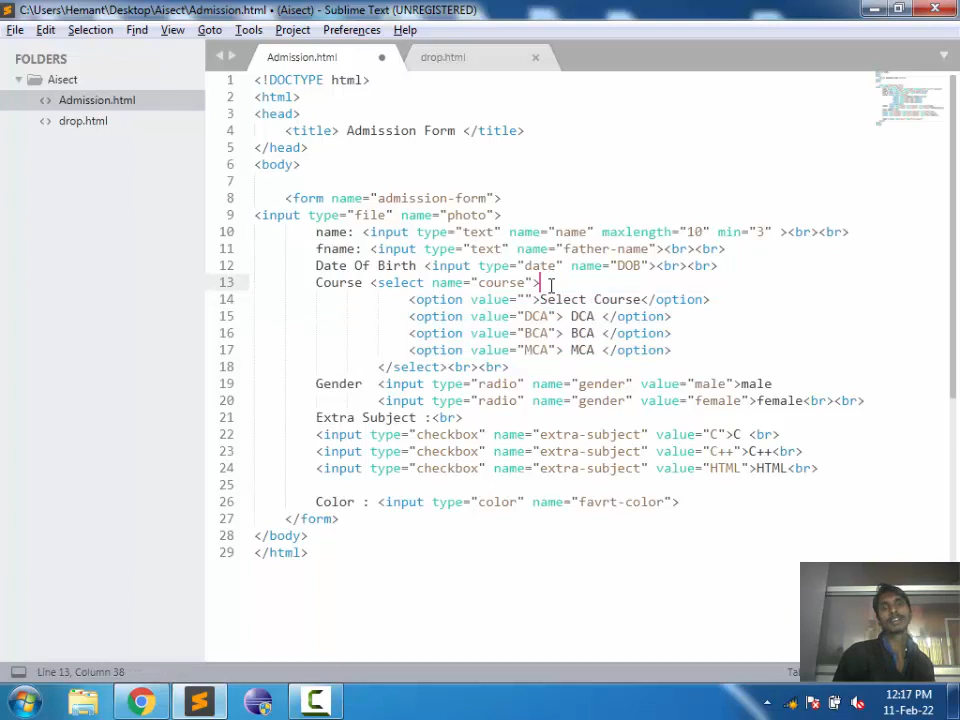 C:\Users\Hemant\Desktop\Aisect\Admission.html • (Aisect) - Sublime Text (UNREGISTERED)
File Edit Selection Find View Goto Tools Project Preferences Help
FOLDERS
Aisect
Admission.html
drop.html
Admission.html
drop.html
1 <!DOCTYPE html>
2 <html>
3 <head>
4 <title> Admission Form </title>
5 </head>
6 <body>
7
8 <form name="admission-form">
9 <input type="file" name="photo">
10 name: <input type="text" name="name" maxlength="10" min="3" ><br><br>
11 fname: <input type="text" name="father-name"><br><br>
12 Date Of Birth <input type="date" name="DOB"><br><br>
13 Course <select name="course">
14 <option value="">Select Course</option>
15 <option value="DCA"> DCA </option>
16 <option value="BCA"> BCA </option>
17 <option value="MCA"> MCA </option>
18 </select><br><br>
19 Gender <input type="radio" name="gender" value="male">male
20 <input type="radio" name="gender" value="female">female<br><br>
21 Extra Subject :<br>
22 <input type="checkbox" name="extra-subject" value="C">C <br>
23 <input type="checkbox" name="extra-subject" value="C++">C++<br>
24 <input type="checkbox" name="extra-subject" value="HTML">HTML<br>
25
26 Color : <input type="color" name="favrt-color">
27 </form>
28 </body>
29 </html>
Line 13, Column 38
12:17 PM
11-Feb-22